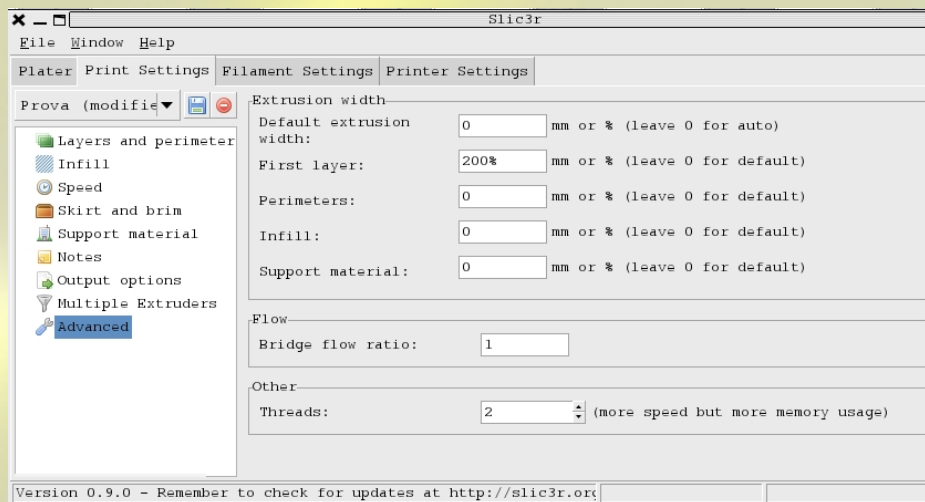 Slic3r
File Window Help
Plater Print Settings Filament Settings Printer Settings
Prova (modifie
Layers and perimeter
Infill
Speed
Skirt and brim
Support material
Notes
Output options
Multiple Extruders
Advanced
Extrusion width
Default extrusion
width:
0 mm or % (leave 0 for auto)
First layer: 200% mm or % (leave 0 for default)
Perimeters: 0 mm or % (leave 0 for default)
Infill: 0 mm or % (leave 0 for default)
Support material: 0 mm or % (leave 0 for default)
Flow
Bridge flow ratio: 1
Other
Threads: 2 (more speed but more memory usage)
Version 0.9.0 - Remember to check for updates at http://slic3r.org